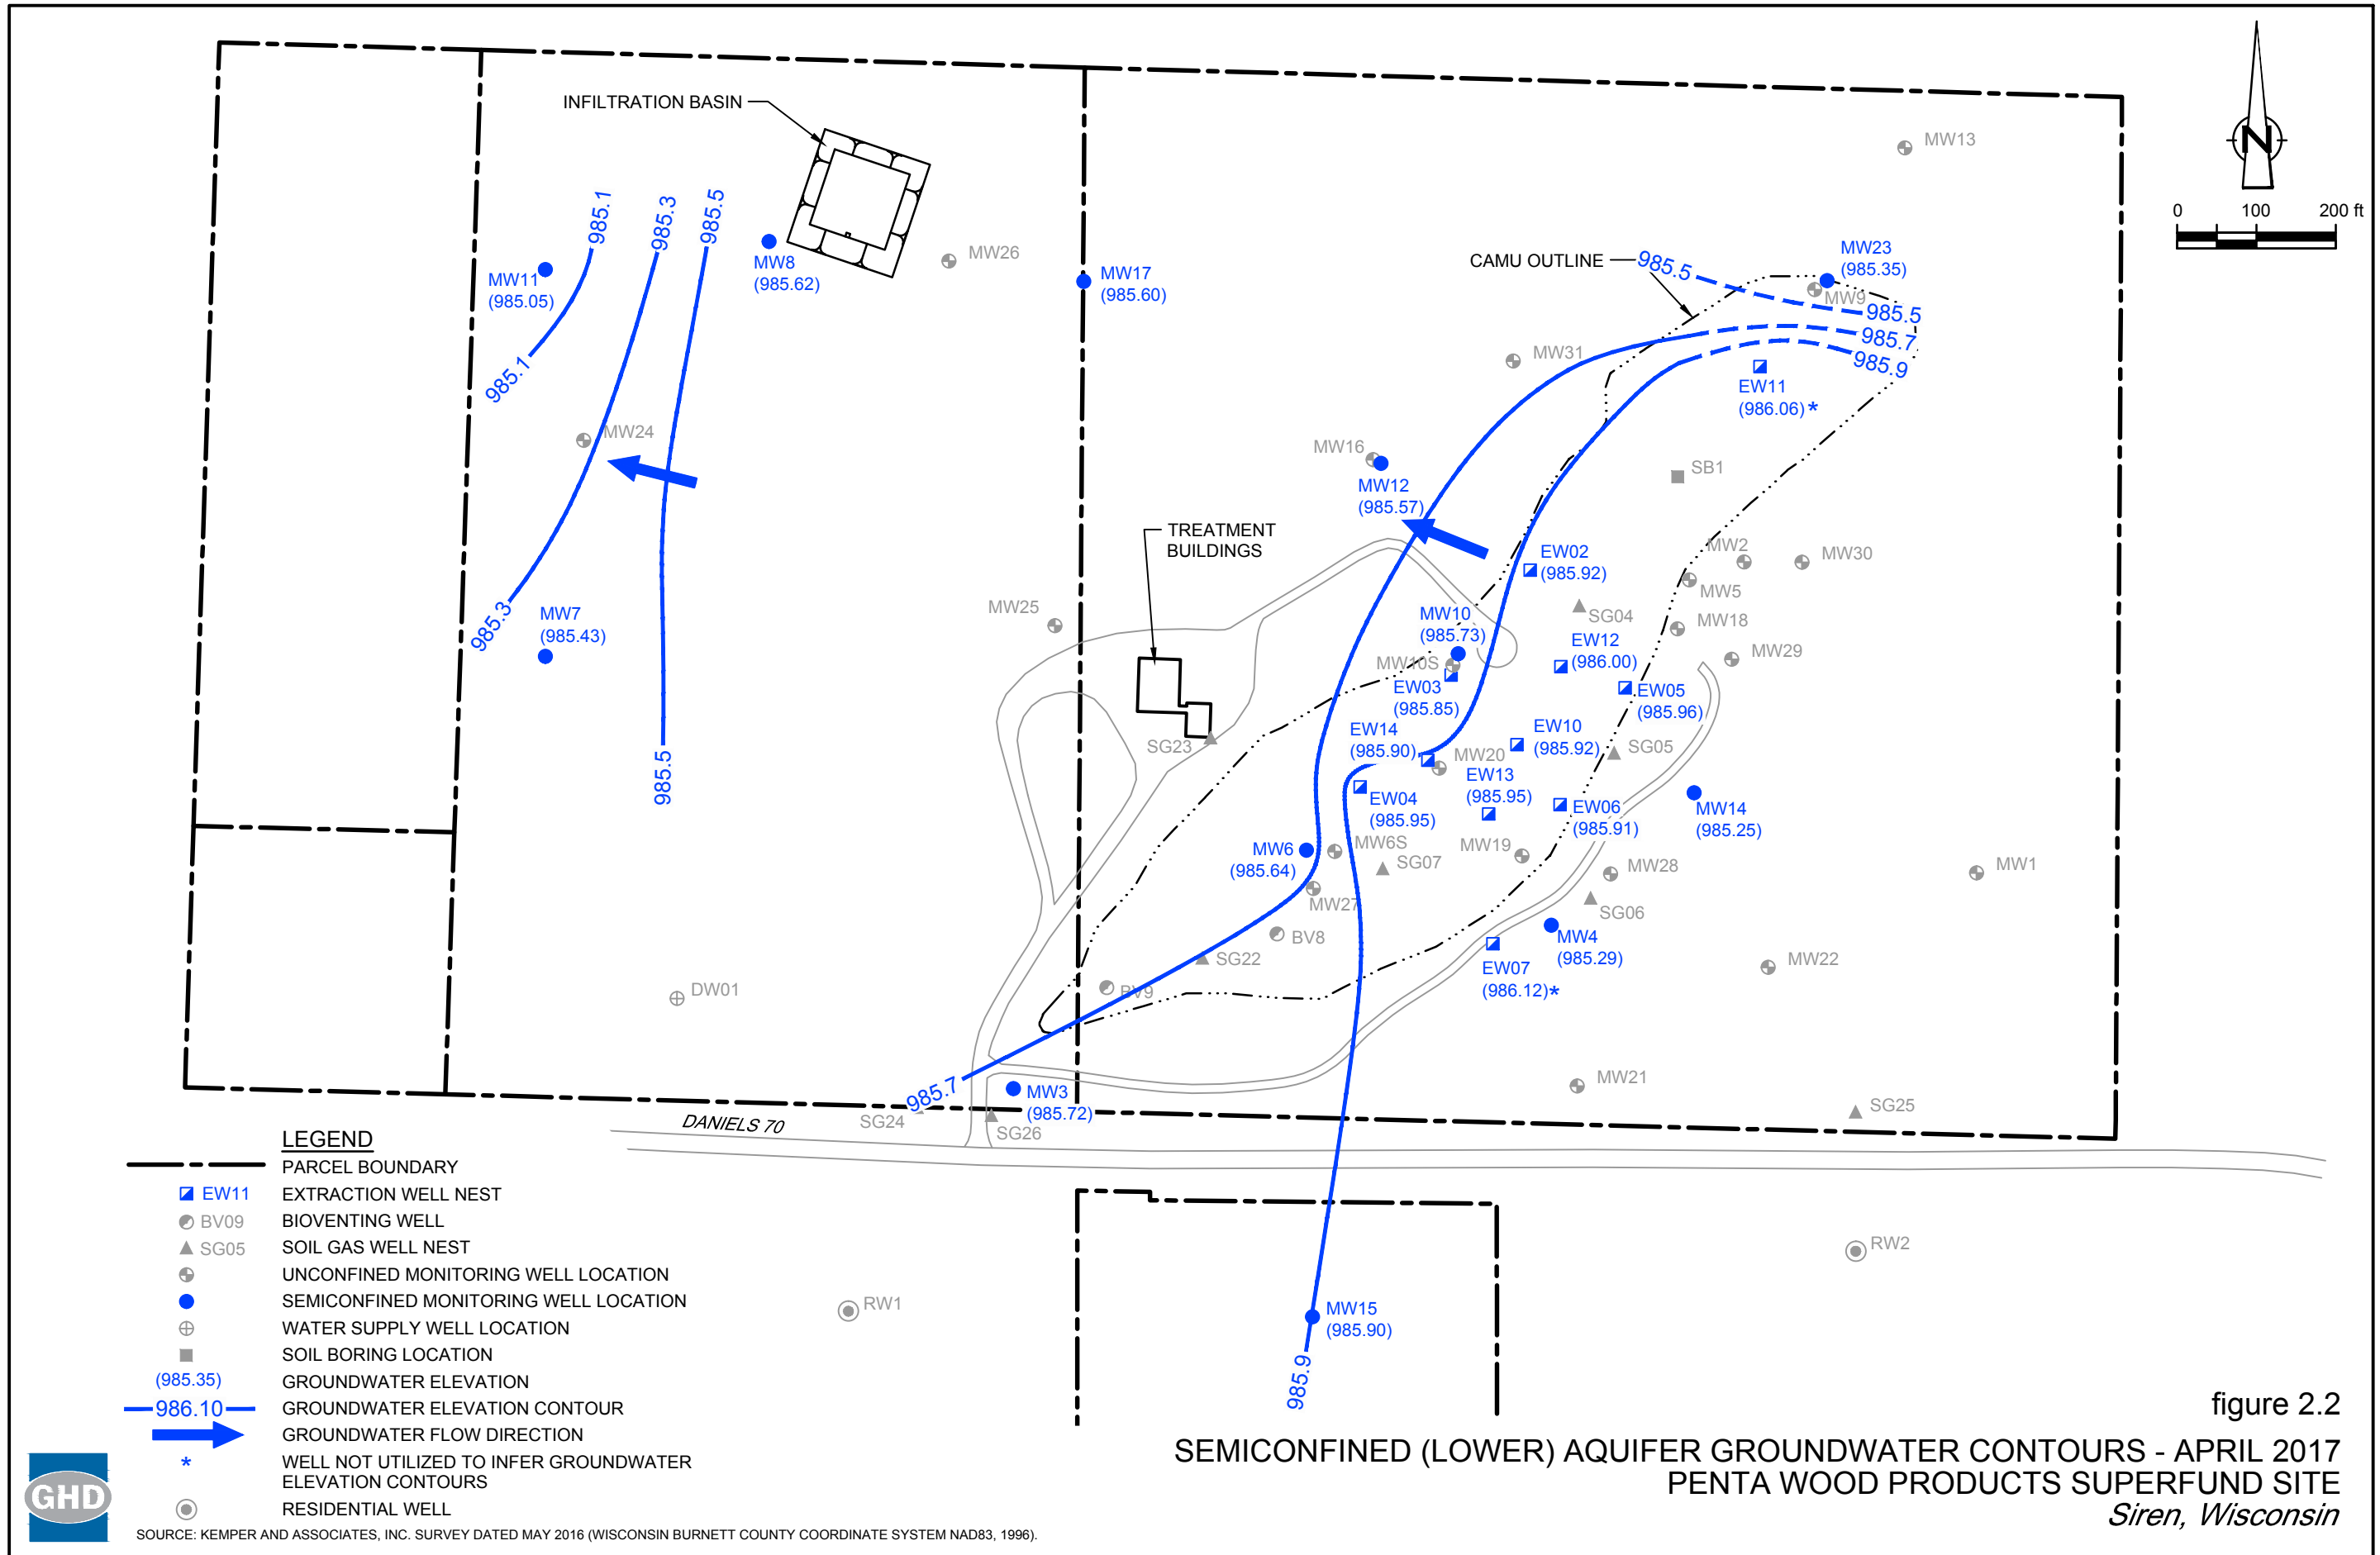 INFILTRATION BASIN
MW13
N
0 100 200 ft
985.1
985.3
985.5
MW26
MW11
(985.05)
MW8
(985.62)
MW17
(985.60)
CAMU OUTLINE
985.5
MW23
(985.35)
MW9
985.5
985.7
985.9
MW31
EW11
(986.06)*
985.1
MW24
MW16
MW12
(985.57)
SB1
TREATMENT
BUILDINGS
EW02
(985.92)
MW2
MW30
MW5
SG04
MW18
MW25
985.3
MW7
(985.43)
MW10
(985.73)
MW10S
EW12
(986.00)
MW29
EW03
(985.85)
EW05
(985.96)
EW14
(985.90)
EW10
(985.92)
SG23
MW20
SG05
985.5
EW13
(985.95)
EW04
(985.95)
EW06
(985.91)
MW14
(985.25)
MW6
(985.64)
MW6S
SG07
MW19
MW28
MW1
MW27
SG06
BV8
MW4
(985.29)
SG22
EW07
(986.12)*
MW22
DW01
BV9
985.7
MW3
(985.72)
MW21
SG24
SG26
SG25
DANIELS 70
RW2
RW1
MW15
(985.90)
985.9
LEGEND
PARCEL BOUNDARY
EW11 EXTRACTION WELL NEST
BV09 BIOVENTING WELL
SG05 SOIL GAS WELL NEST
UNCONFINED MONITORING WELL LOCATION
SEMICONFINED MONITORING WELL LOCATION
WATER SUPPLY WELL LOCATION
SOIL BORING LOCATION
(985.35) GROUNDWATER ELEVATION
986.10 GROUNDWATER ELEVATION CONTOUR
GROUNDWATER FLOW DIRECTION
* WELL NOT UTILIZED TO INFER GROUNDWATER
ELEVATION CONTOURS
RESIDENTIAL WELL
GHD
SOURCE: KEMPER AND ASSOCIATES, INC. SURVEY DATED MAY 2016 (WISCONSIN BURNETT COUNTY COORDINATE SYSTEM NAD83, 1996).
figure 2.2
SEMICONFINED (LOWER) AQUIFER GROUNDWATER CONTOURS - APRIL 2017
PENTA WOOD PRODUCTS SUPERFUND SITE
Siren, Wisconsin